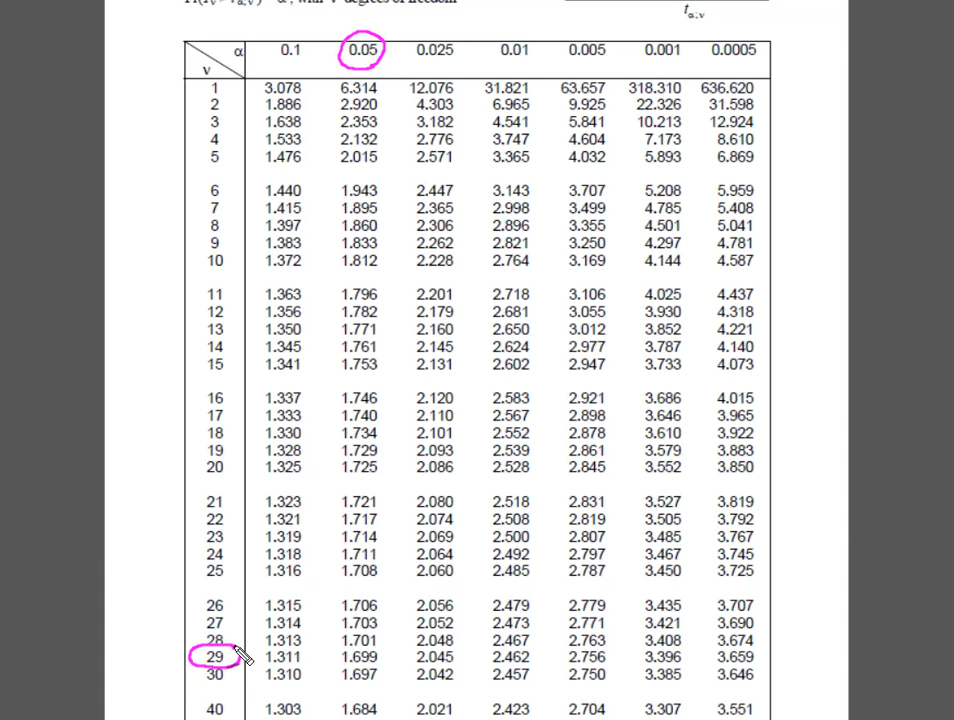 with ν degrees of freedom
tα;ν
α 0.1 0.05 0.025 0.01 0.005 0.001 0.0005
ν
1 3.078 6.314 12.076 31.821 63.657 318.310 636.620
2 1.886 2.920 4.303 6.965 9.925 22.326 31.598
3 1.638 2.353 3.182 4.541 5.841 10.213 12.924
4 1.533 2.132 2.776 3.747 4.604 7.173 8.610
5 1.476 2.015 2.571 3.365 4.032 5.893 6.869
6 1.440 1.943 2.447 3.143 3.707 5.208 5.959
7 1.415 1.895 2.365 2.998 3.499 4.785 5.408
8 1.397 1.860 2.306 2.896 3.355 4.501 5.041
9 1.383 1.833 2.262 2.821 3.250 4.297 4.781
10 1.372 1.812 2.228 2.764 3.169 4.144 4.587
11 1.363 1.796 2.201 2.718 3.106 4.025 4.437
12 1.356 1.782 2.179 2.681 3.055 3.930 4.318
13 1.350 1.771 2.160 2.650 3.012 3.852 4.221
14 1.345 1.761 2.145 2.624 2.977 3.787 4.140
15 1.341 1.753 2.131 2.602 2.947 3.733 4.073
16 1.337 1.746 2.120 2.583 2.921 3.686 4.015
17 1.333 1.740 2.110 2.567 2.898 3.646 3.965
18 1.330 1.734 2.101 2.552 2.878 3.610 3.922
19 1.328 1.729 2.093 2.539 2.861 3.579 3.883
20 1.325 1.725 2.086 2.528 2.845 3.552 3.850
21 1.323 1.721 2.080 2.518 2.831 3.527 3.819
22 1.321 1.717 2.074 2.508 2.819 3.505 3.792
23 1.319 1.714 2.069 2.500 2.807 3.485 3.767
24 1.318 1.711 2.064 2.492 2.797 3.467 3.745
25 1.316 1.708 2.060 2.485 2.787 3.450 3.725
26 1.315 1.706 2.056 2.479 2.779 3.435 3.707
27 1.314 1.703 2.052 2.473 2.771 3.421 3.690
28 1.313 1.701 2.048 2.467 2.763 3.408 3.674
29 1.311 1.699 2.045 2.462 2.756 3.396 3.659
30 1.310 1.697 2.042 2.457 2.750 3.385 3.646
40 1.303 1.684 2.021 2.423 2.704 3.307 3.551